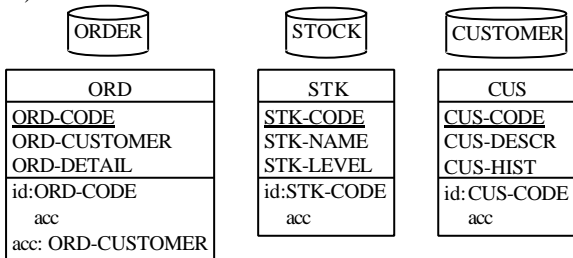 ORDER
STOCK
CUSTOMER
ORD
ORD-CODE
ORD-CUSTOMER
ORD-DETAIL
id:ORD-CODE
acc
acc: ORD-CUSTOMER
STK
STK-CODE
STK-NAME
STK-LEVEL
id:STK-CODE
acc
CUS
CUS-CODE
CUS-DESCR
CUS-HIST
id:CUS-CODE
acc